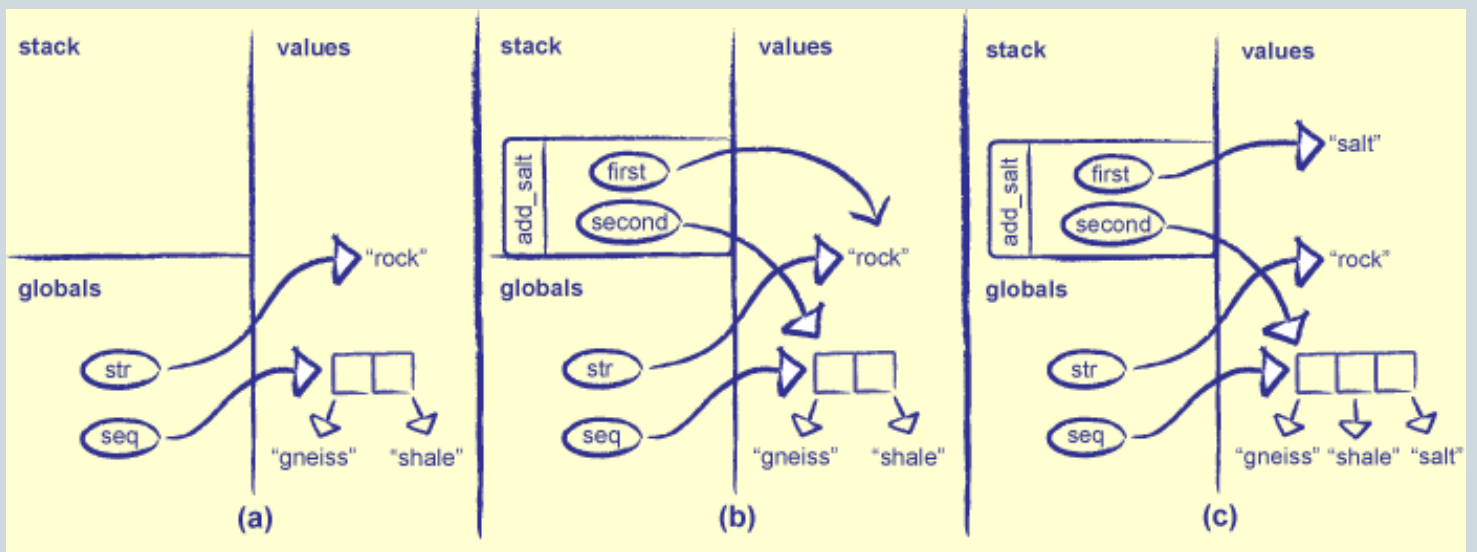 stack
values
"rock"
globals
str
seq
"gneiss" "shale"
(a)
stack
values
add_salt
first
second
"rock"
globals
str
seq
"gneiss" "shale"
(b)
stack
values
"salt"
add_salt
first
second
"rock"
globals
str
seq
"gneiss" "shale" "salt"
(c)